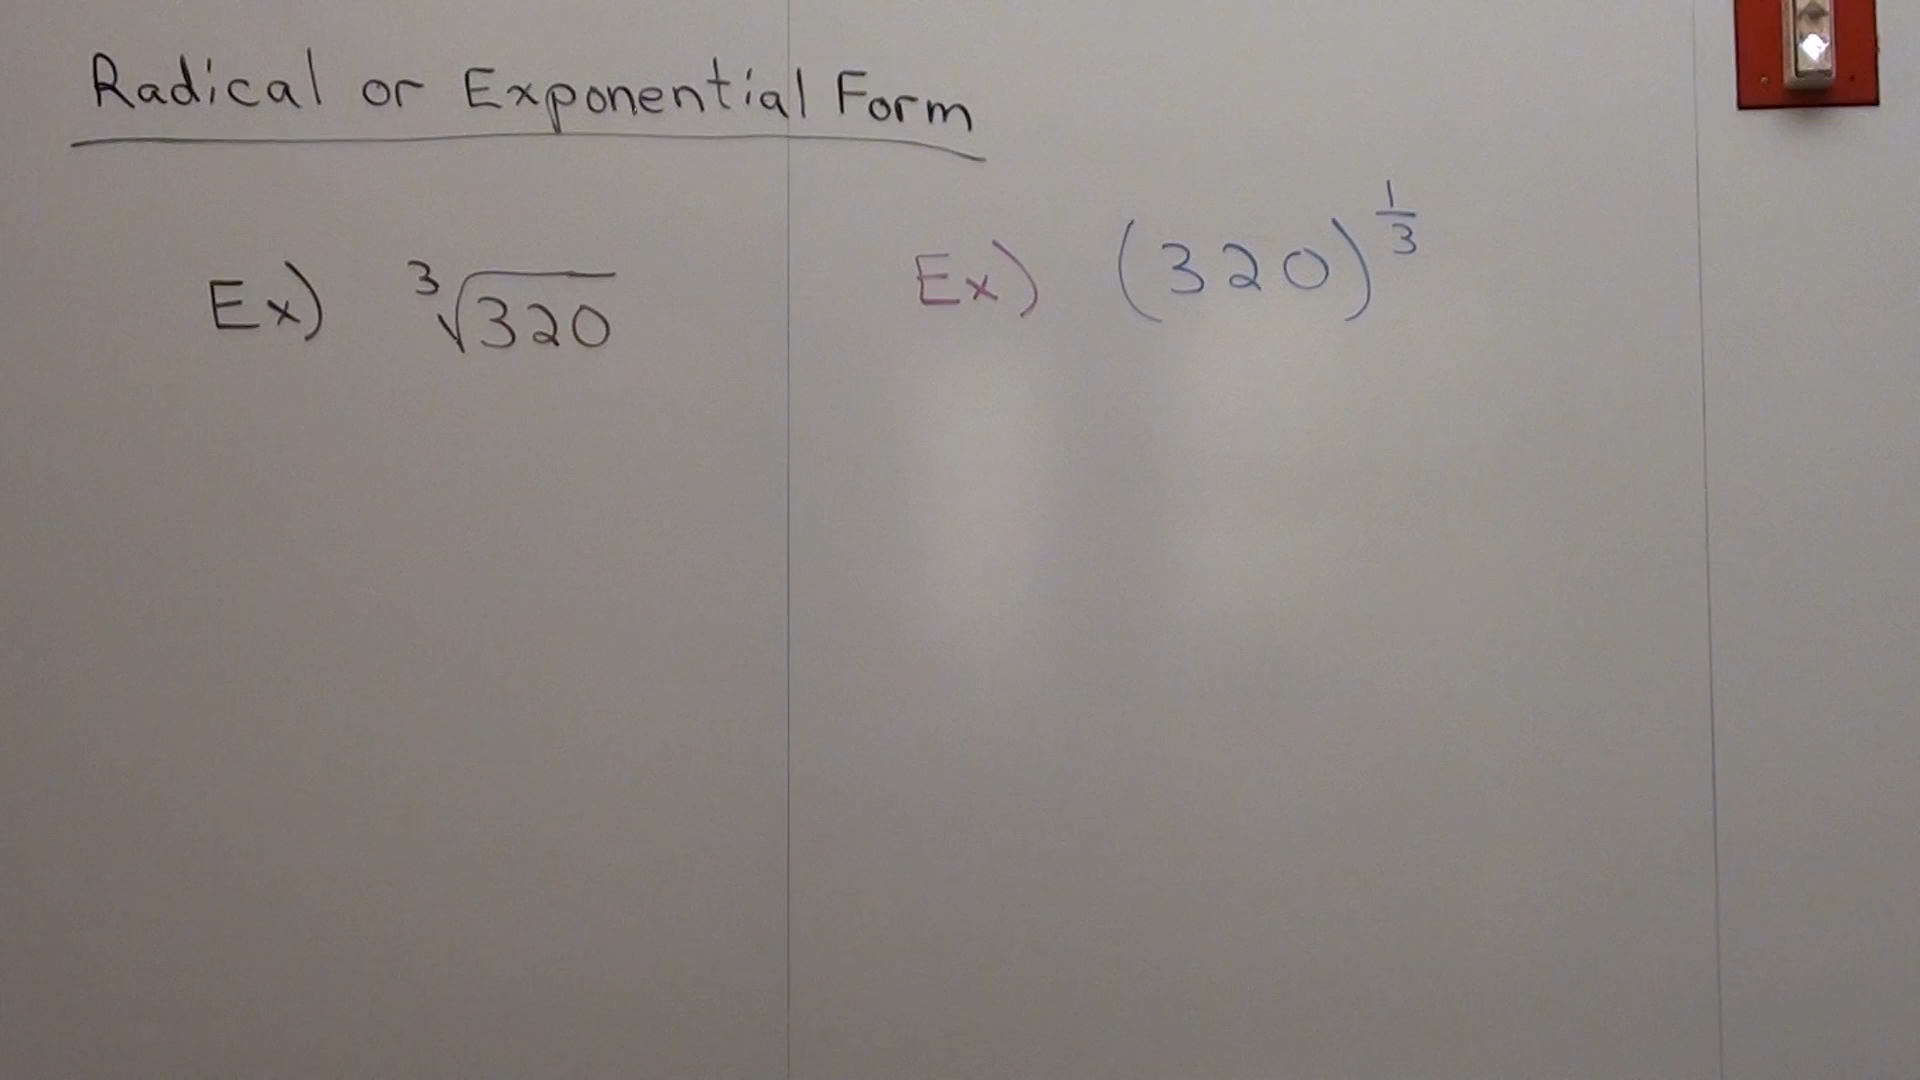 Radical or Exponential Form
Ex) ∛320
Ex) (320)^{1/3}